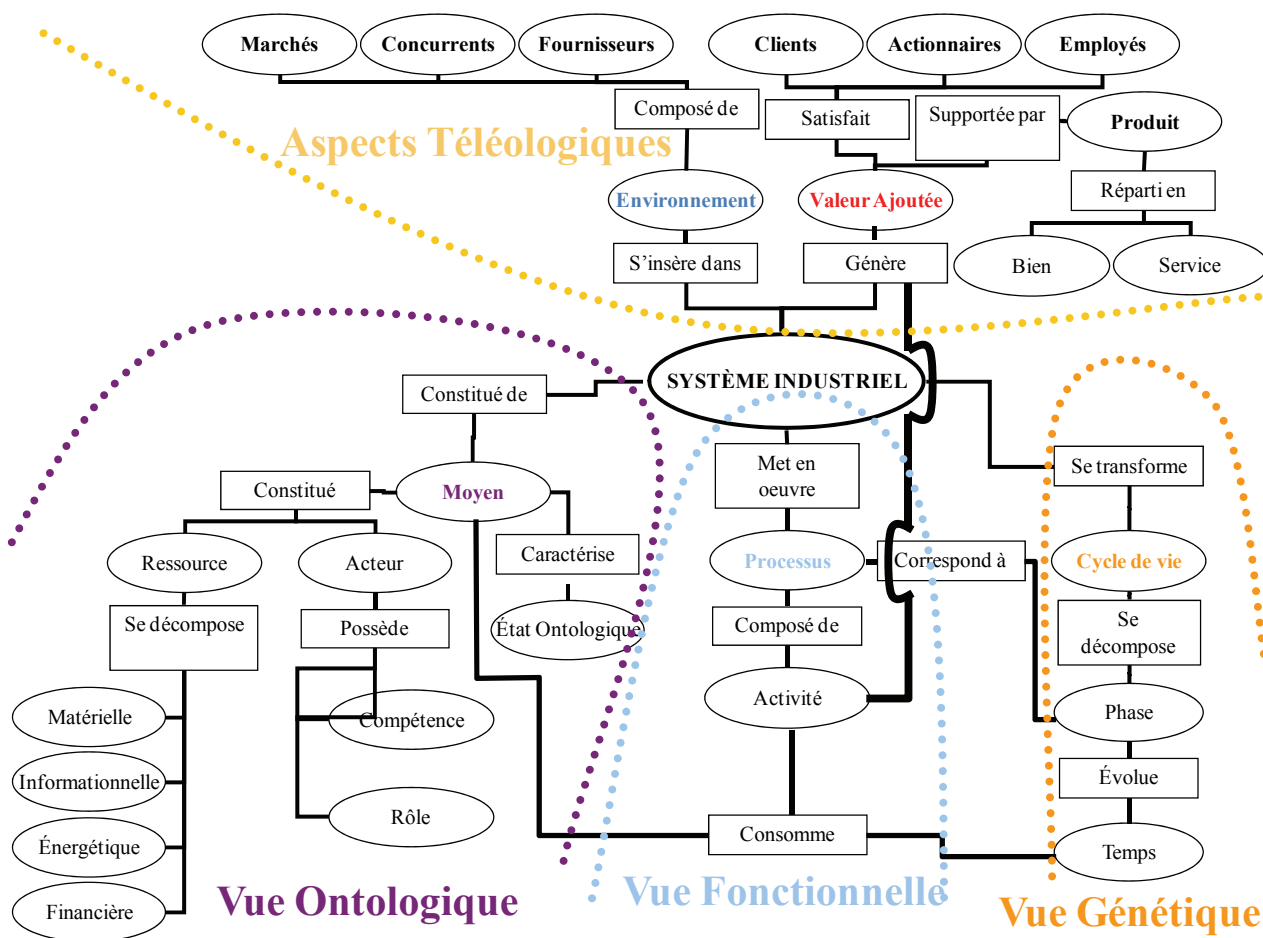 Marchés
Concurrents
Fournisseurs
Clients
Actionnaires
Employés
Composé de
Satisfait
Supportée par
Produit
Aspects Téléologiques
Environnement
Valeur Ajoutée
Réparti en
S'insère dans
Génère
Bien
Service
SYSTÈME INDUSTRIEL
Constitué de
Met en
oeuvre
Se transforme
Constitué
Moyen
Ressource
Acteur
Caractérise
Processus
Correspond à
Cycle de vie
Se décompose
Possède
État Ontologique
Composé de
Se
décompose
Matérielle
Compétence
Activité
Phase
Informationnelle
Évolue
Rôle
Énergétique
Consomme
Temps
Financière
Vue Ontologique
Vue Fonctionnelle
Vue Génétique